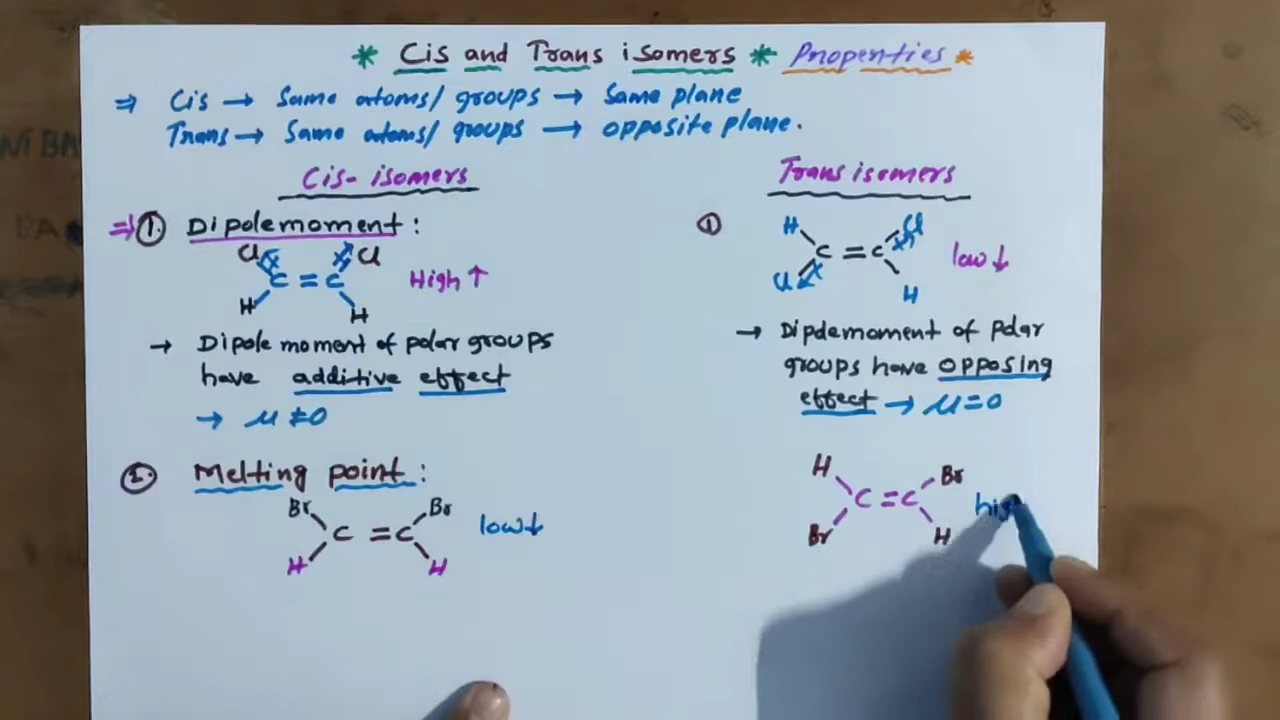 * Cis and Trans isomers * Properties *
⇒ Cis → Same atoms/ groups → Same plane
Trans → Same atoms/ groups → opposite plane.
Cis- isomers
Trans isomers
⇒ ①. Dipolemoment :
Cl Cl
C = C
H H
High ↑
→ Dipole moment of polar groups
have additive effect
→ μ ≠ 0
①
H Cl
C = C
Cl H
low ↓
→ Dipolemoment of Polar
groups have opposing
effect → μ = 0
②. Melting point :
Br Br
C = C
H H
low ↓
H Br
C = C
Br H
hig